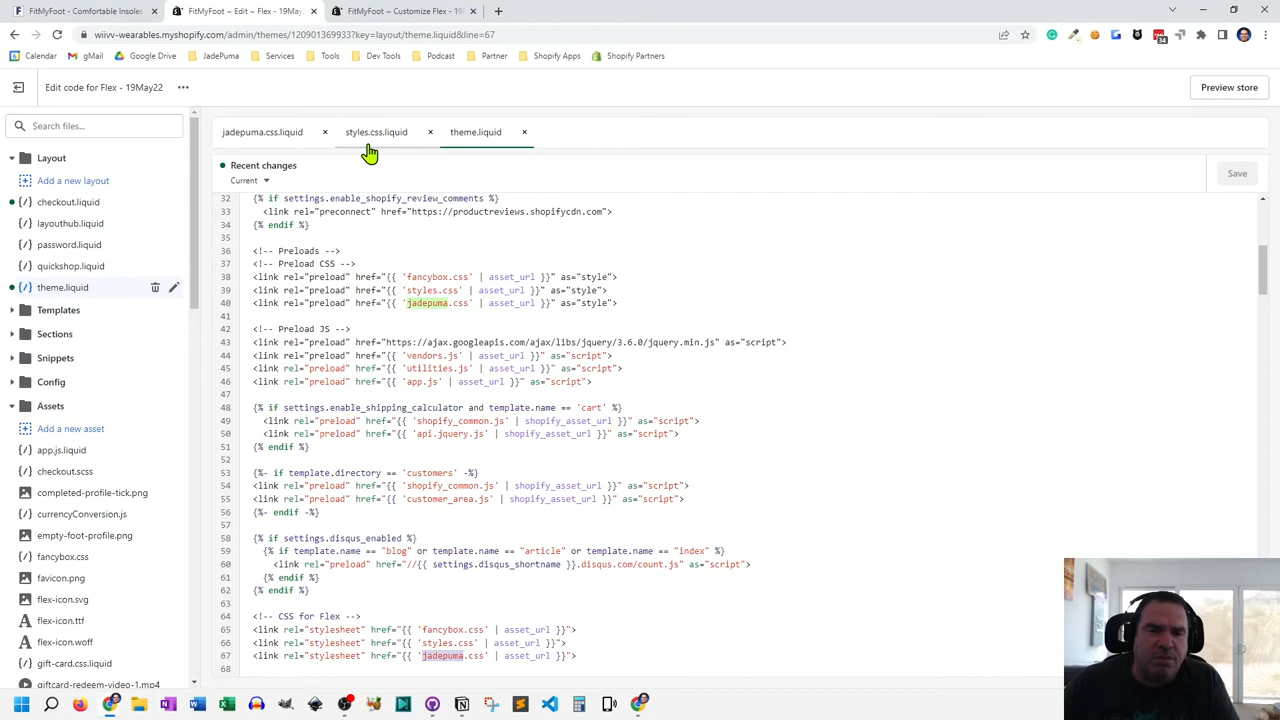 FitMyFoot - Comfortable Insoles
FitMyFoot ~ Edit ~ Flex - 19May
FitMyFoot ~ Customize Flex - 19
wiivv-wearables.myshopify.com/admin/themes/120901369933?key=layout/theme.liquid&line=67
Calendar
gMail
Google Drive
JadePuma
Services
Tools
Dev Tools
Podcast
Partner
Shopify Apps
Shopify Partners
Edit code for Flex - 19May22
Preview store
Search files...
jadepuma.css.liquid
styles.css.liquid
theme.liquid
Recent changes
Current
Save
Layout
Add a new layout
checkout.liquid
layouthub.liquid
password.liquid
quickshop.liquid
theme.liquid
Templates
Sections
Snippets
Config
Assets
Add a new asset
app.js.liquid
checkout.scss
completed-profile-tick.png
currencyConversion.js
empty-foot-profile.png
fancybox.css
favicon.png
flex-icon.svg
flex-icon.ttf
flex-icon.woff
gift-card.css.liquid
giftcard-redeem-video-1.mp4
32 {% if settings.enable_shopify_review_comments %}
33 <link rel="preconnect" href="https://productreviews.shopifycdn.com">
34 {% endif %}
35
36 <!-- Preloads -->
37 <!-- Preload CSS -->
38 <link rel="preload" href="{{ 'fancybox.css' | asset_url }}" as="style">
39 <link rel="preload" href="{{ 'styles.css' | asset_url }}" as="style">
40 <link rel="preload" href="{{ 'jadepuma.css' | asset_url }}" as="style">
41
42 <!-- Preload JS -->
43 <link rel="preload" href="https://ajax.googleapis.com/ajax/libs/jquery/3.6.0/jquery.min.js" as="script">
44 <link rel="preload" href="{{ 'vendors.js' | asset_url }}" as="script">
45 <link rel="preload" href="{{ 'utilities.js' | asset_url }}" as="script">
46 <link rel="preload" href="{{ 'app.js' | asset_url }}" as="script">
47
48 {% if settings.enable_shipping_calculator and template.name == 'cart' %}
49 <link rel="preload" href="{{ 'shopify_common.js' | shopify_asset_url }}" as="script">
50 <link rel="preload" href="{{ 'api.jquery.js' | shopify_asset_url }}" as="script">
51 {% endif %}
52
53 {%- if template.directory == 'customers' -%}
54 <link rel="preload" href="{{ 'shopify_common.js' | shopify_asset_url }}" as="script">
55 <link rel="preload" href="{{ 'customer_area.js' | shopify_asset_url }}" as="script">
56 {%- endif -%}
57
58 {% if settings.disqus_enabled %}
59 {% if template.name == "blog" or template.name == "article" or template.name == "index" %}
60 <link rel="preload" href="//{{ settings.disqus_shortname }}.disqus.com/count.js" as="script">
61 {% endif %}
62 {% endif %}
63
64 <!-- CSS for Flex -->
65 <link rel="stylesheet" href="{{ 'fancybox.css' | asset_url }}">
66 <link rel="stylesheet" href="{{ 'styles.css' | asset_url }}">
67 <link rel="stylesheet" href="{{ 'jadepuma.css' | asset_url }}">
68